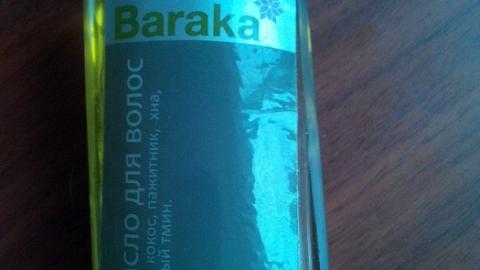 Baraka
сло для волос
кокос, пажитник, хна,
ый тмин.